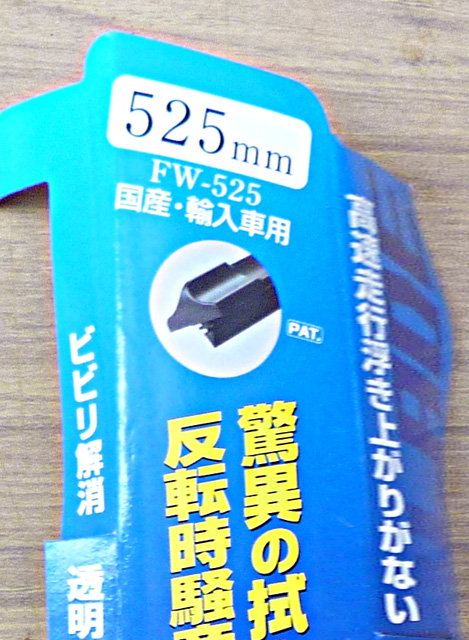 525mm
FW-525
国産・輸入車用
PAT.
高速走行浮き上がりがない
ビビリ解消
驚異の拭
反転時騒
透明